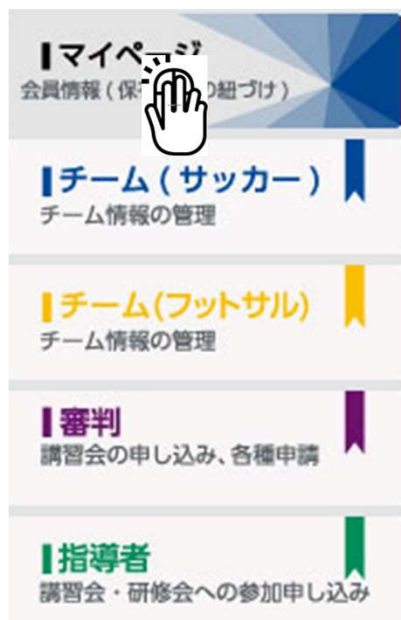 マイページ
会員情報 ( 保 の紐づけ )
チーム ( サッカー )
チーム情報の管理
チーム(フットサル)
チーム情報の管理
審判
講習会の申し込み、各種申請
指導者
講習会・研修会への参加申し込み